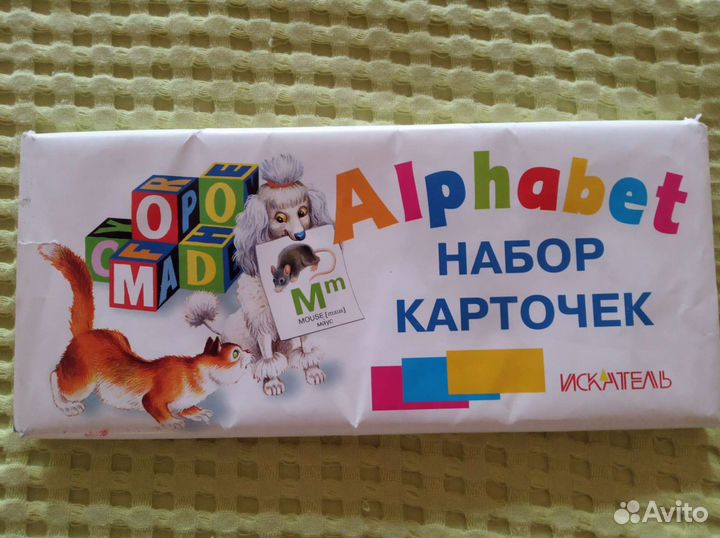 Alphabet
НАБОР
КАРТОЧЕК
ИСКАТЕЛЬ
Mm
MOUSE [maus]
маус
O P O E
M A D H
Avito